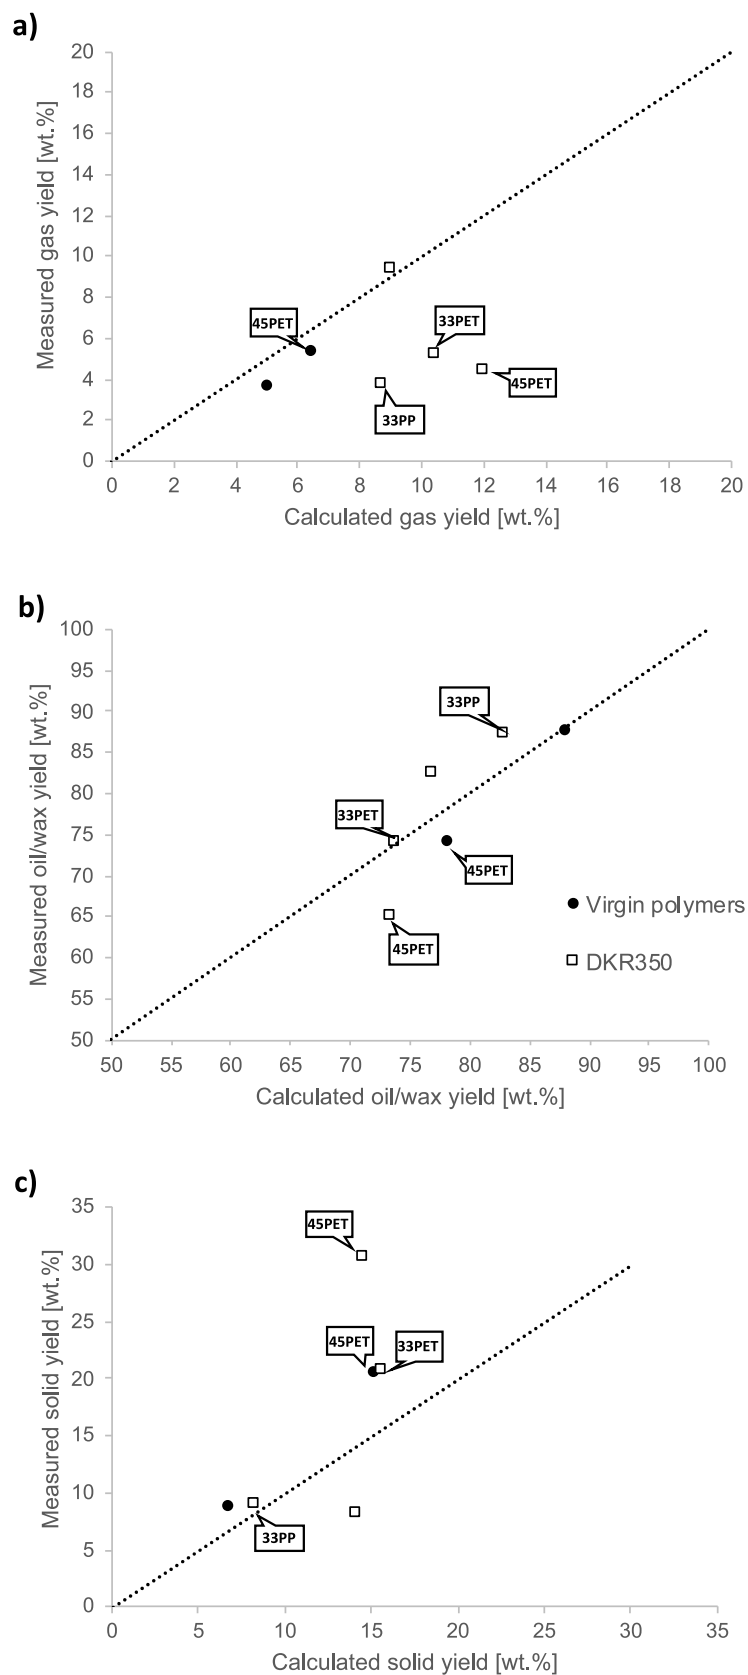 a)
Measured gas yield [wt.%]
20
18
16
14
12
10
8
6
4
2
0
45PET
33PET
45PET
33PP
0 2 4 6 8 10 12 14 16 18 20
Calculated gas yield [wt.%]
b)
Measured oil/wax yield [wt.%]
100
95
90
85
80
75
70
65
60
55
50
33PP
33PET
45PET
45PET
Virgin polymers
DKR350
50 55 60 65 70 75 80 85 90 95 100
Calculated oil/wax yield [wt.%]
c)
Measured solid yield [wt.%]
35
30
25
20
15
10
5
0
45PET
45PET
33PET
33PP
0 5 10 15 20 25 30 35
Calculated solid yield [wt.%]